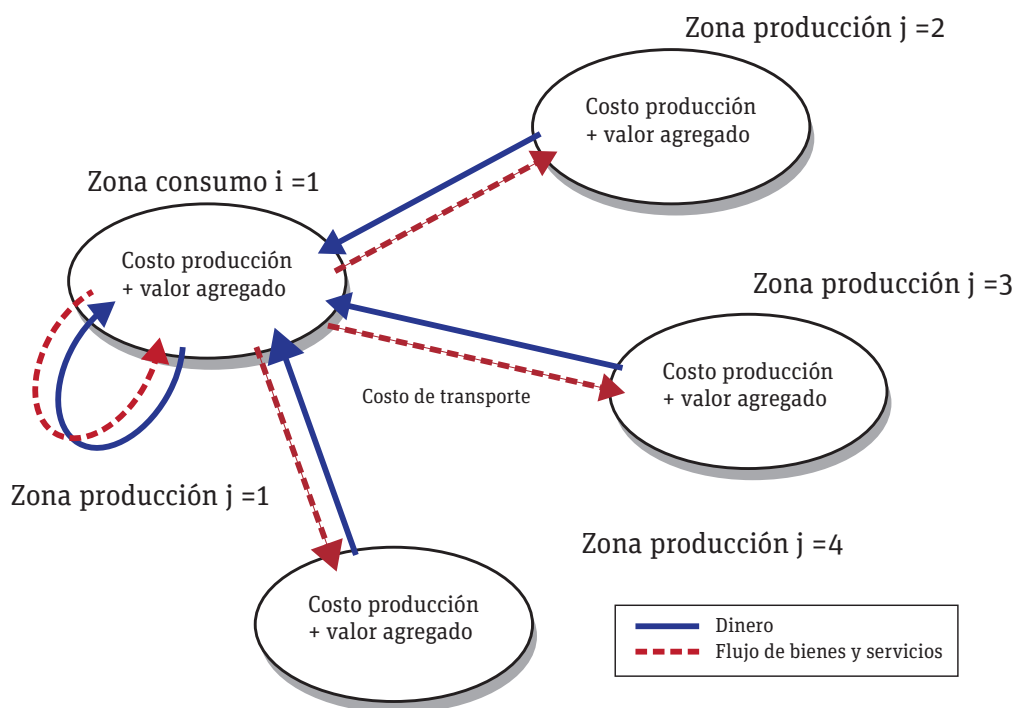 Zona producción j =2
Costo producción
+ valor agregado
Zona consumo i =1
Costo producción
+ valor agregado
Zona producción j =3
Costo producción
+ valor agregado
Costo de transporte
Zona producción j =1
Zona producción j =4
Costo producción
+ valor agregado
Dinero
Flujo de bienes y servicios